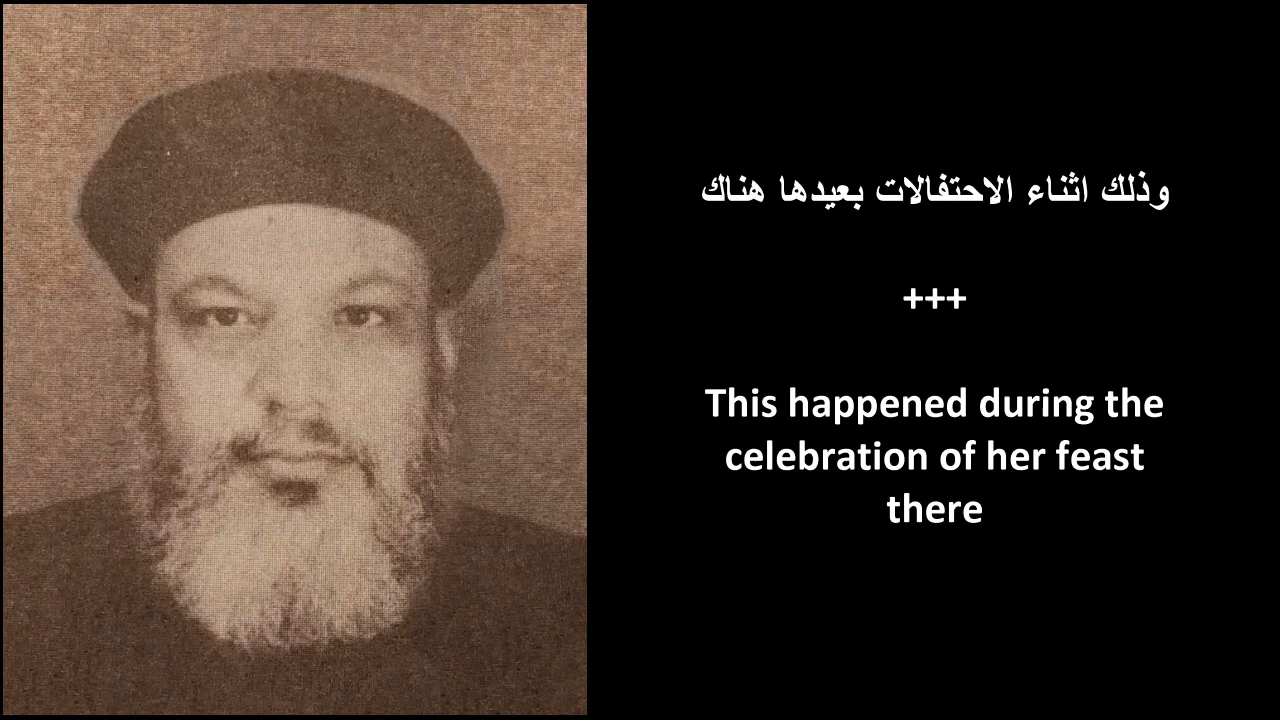 وذلك اثناء الاحتفالات بعيدها هناك
+++
This happened during the
celebration of her feast
there